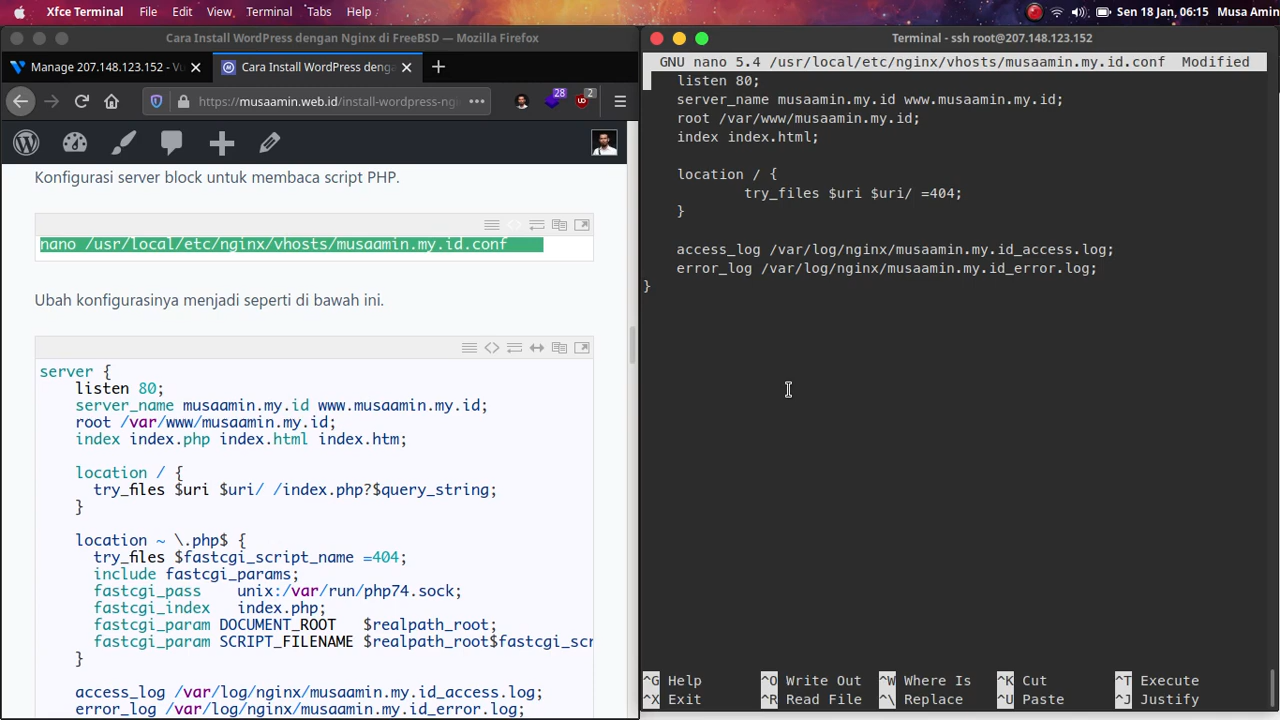 Xfce Terminal File Edit View Terminal Tabs Help
Sen 18 Jan, 06:15 Musa Amin
Cara Install WordPress dengan Nginx di FreeBSD — Mozilla Firefox
Manage 207.148.123.152 - Vu
Cara Install WordPress denga
https://musaamin.web.id/install-wordpress-ngi
28
2
Konfigurasi server block untuk membaca script PHP.
nano /usr/local/etc/nginx/vhosts/musaamin.my.id.conf
Ubah konfigurasinya menjadi seperti di bawah ini.
server {
listen 80;
server_name musaamin.my.id www.musaamin.my.id;
root /var/www/musaamin.my.id;
index index.php index.html index.htm;
location / {
try_files $uri $uri/ /index.php?$query_string;
}
location ~ \.php$ {
try_files $fastcgi_script_name =404;
include fastcgi_params;
fastcgi_pass unix:/var/run/php74.sock;
fastcgi_index index.php;
fastcgi_param DOCUMENT_ROOT $realpath_root;
fastcgi_param SCRIPT_FILENAME $realpath_root$fastcgi_scr
}
access_log /var/log/nginx/musaamin.my.id_access.log;
error_log /var/log/nginx/musaamin.my.id_error.log;
Terminal - ssh root@207.148.123.152
GNU nano 5.4 /usr/local/etc/nginx/vhosts/musaamin.my.id.conf Modified
listen 80;
server_name musaamin.my.id www.musaamin.my.id;
root /var/www/musaamin.my.id;
index index.html;
location / {
try_files $uri $uri/ =404;
}
access_log /var/log/nginx/musaamin.my.id_access.log;
error_log /var/log/nginx/musaamin.my.id_error.log;
}
^G Help ^O Write Out ^W Where Is ^K Cut ^T Execute
^X Exit ^R Read File ^\ Replace ^U Paste ^J Justify